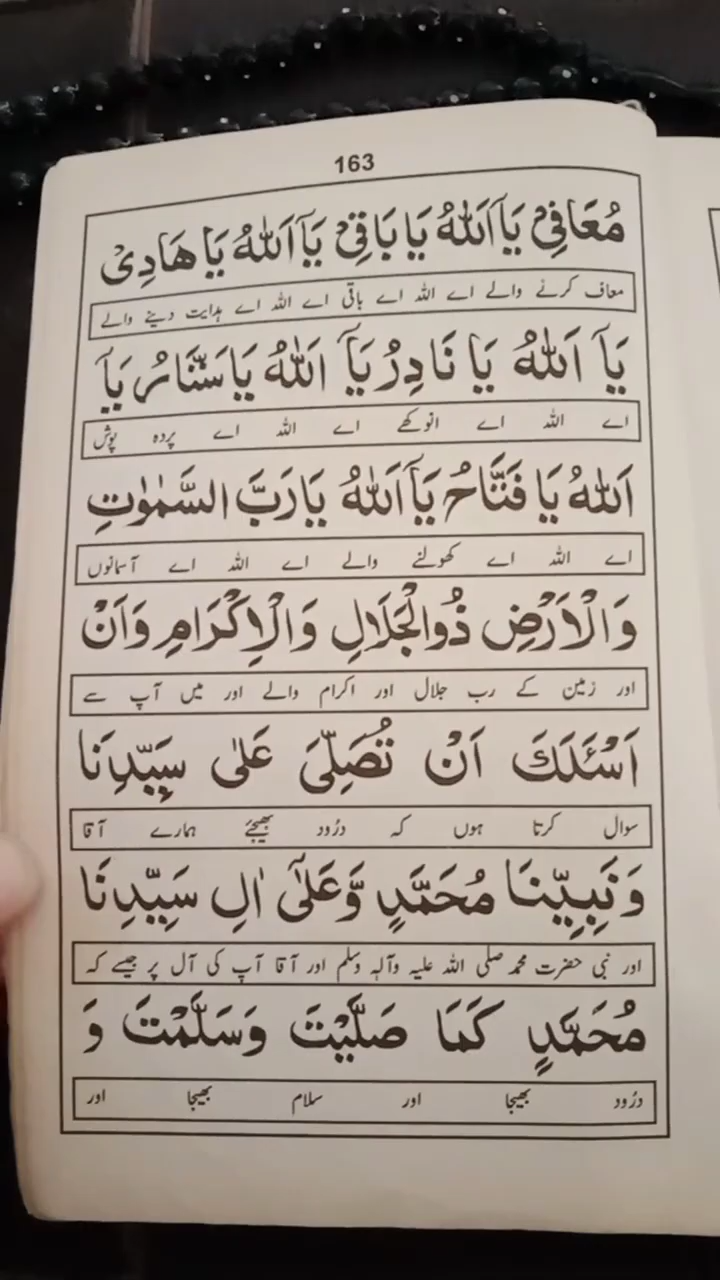 163
مُعَافِیْ یَآ اَللّٰهُ یَا بَاقِیْ یَآ اَللّٰهُ یَا هَادِیْ
معاف کرنے والے اے اللہ اے باقی اے اللہ اے ہدایت دینے والے
یَآ اَللّٰهُ یَا نَادِرُ یَآ اَللّٰهُ یَا سَتَّارُ یَآ
اے اللہ اے انوکھے اے اللہ اے پردہ پوش
اَللّٰهُ یَا فَتَّاحُ یَآ اَللّٰهُ یَا رَبَّ السَّمٰوٰتِ
اے اللہ اے کھولنے والے اے اللہ اے آسمانوں
وَالْاَرْضِ ذُوالْجَلَالِ وَالْاِکْرَامِ وَاَنْ
اور زمین کے رب جلال اور اکرام والے اور میں آپ سے
اَسْئَلَكَ اَنْ تُصَلِّیَ عَلٰی سَیِّدِنَا
سوال کرتا ہوں کہ درُود بھیجئے ہمارے آقا
وَنَبِیِّنَا مُحَمَّدٍ وَّعَلٰٓی اٰلِ سَیِّدِنَا
اور نبی حضرت محمد صلی اللہ علیہ وآلہٖ وسلم اور آقا آپ کی آل پر جیسے کہ
مُحَمَّدٍ کَمَا صَلَّیْتَ وَسَلَّمْتَ وَ
درُود بھیجا اور سلام بھیجا اور